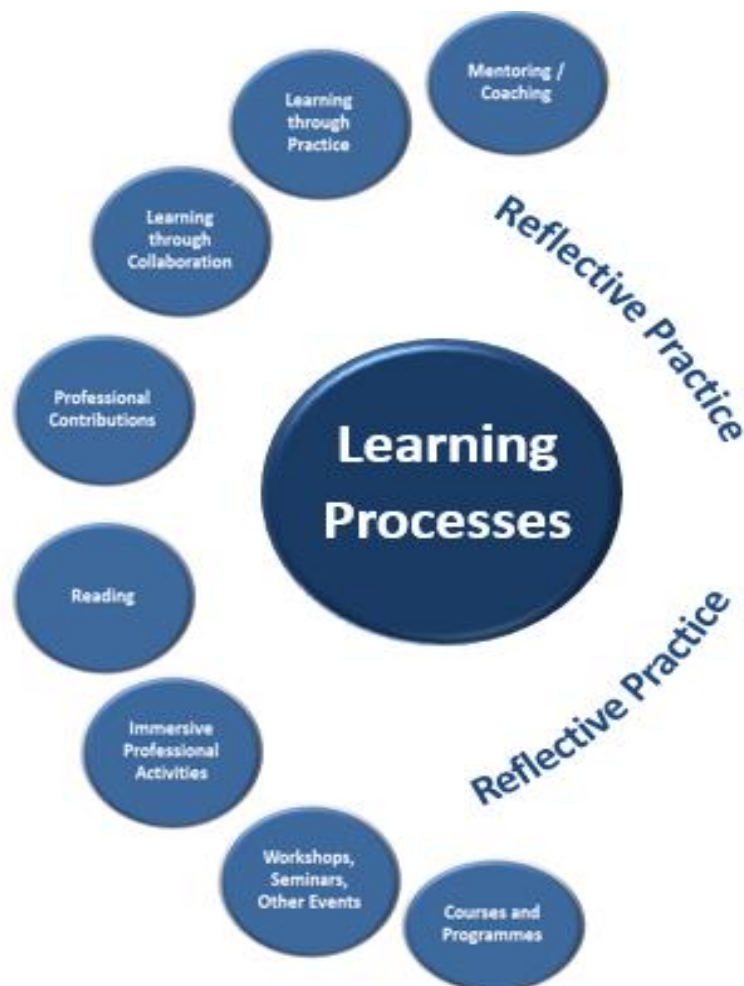 Mentoring /
Coaching
Learning
through
Practice
Learning
through
Collaboration
Professional
Contributions
Reading
Immersive
Professional
Activities
Workshops,
Seminars,
Other Events
Courses and
Programmes
Learning
Processes
Reflective Practice
Reflective Practice